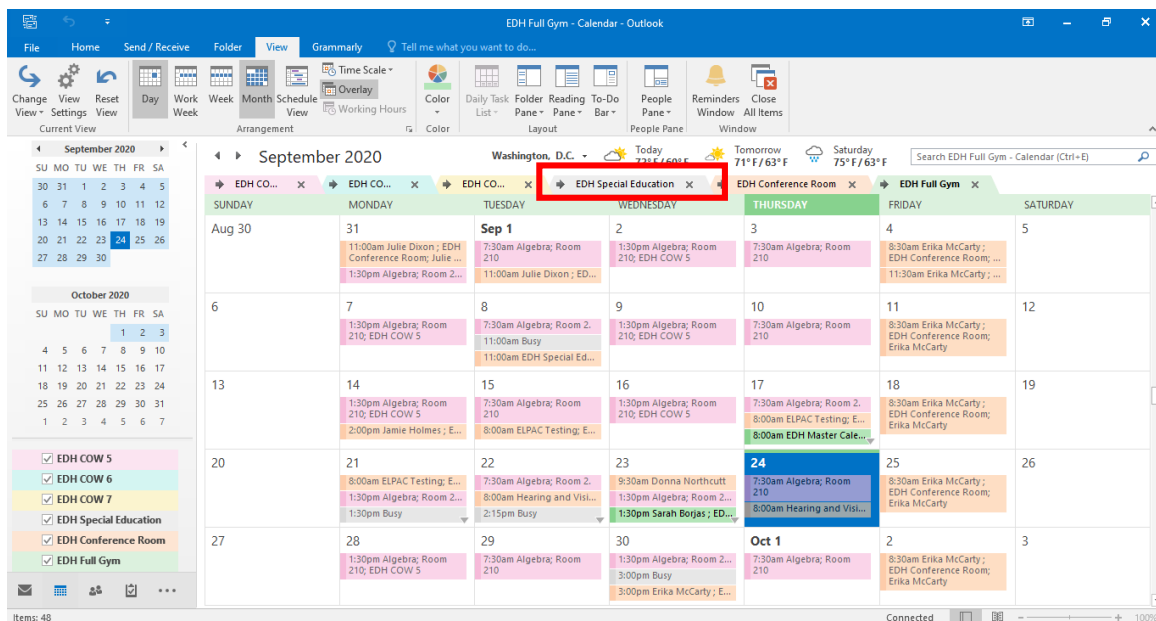 EDH Full Gym - Calendar - Outlook
File Home Send / Receive Folder View Grammarly Tell me what you want to do...
Change View
View Settings
Reset View
Current View
Day
Work Week
Week
Month
Schedule View
Time Scale
Overlay
Working Hours
Arrangement
Color
Color
Daily Task List
Folder Pane
Reading Pane
To-Do Bar
Layout
People Pane
People Pane
Reminders Window
Close All Items
Window
September 2020
SU MO TU WE TH FR SA
30 31 1 2 3 4 5
6 7 8 9 10 11 12
13 14 15 16 17 18 19
20 21 22 23 24 25 26
27 28 29 30
October 2020
SU MO TU WE TH FR SA
1 2 3
4 5 6 7 8 9 10
11 12 13 14 15 16 17
18 19 20 21 22 23 24
25 26 27 28 29 30 31
1 2 3 4 5 6 7
EDH COW 5
EDH COW 6
EDH COW 7
EDH Special Education
EDH Conference Room
EDH Full Gym
September 2020
Washington, D.C.
Today
72°F/60°F
Tomorrow
71°F/63°F
Saturday
75°F/63°F
Search EDH Full Gym - Calendar (Ctrl+E)
EDH CO... EDH CO... EDH CO... EDH Special Education EDH Conference Room EDH Full Gym
SUNDAY MONDAY TUESDAY WEDNESDAY THURSDAY FRIDAY SATURDAY
Aug 30
31
11:00am Julie Dixon ; EDH
Conference Room; Julie ...
1:30pm Algebra; Room 2...
Sep 1
7:30am Algebra; Room
210
11:00am Julie Dixon ; ED...
2
1:30pm Algebra; Room
210; EDH COW 5
3
7:30am Algebra; Room
210
4
8:30am Erika McCarty ;
EDH Conference Room; ...
11:30am Erika McCarty ; ...
5
6
7
1:30pm Algebra; Room
210; EDH COW 5
8
7:30am Algebra; Room 2.
11:00am Busy
11:00am EDH Special Ed...
9
1:30pm Algebra; Room
210; EDH COW 5
10
7:30am Algebra; Room
210
11
8:30am Erika McCarty ;
EDH Conference Room;
Erika McCarty
12
13
14
1:30pm Algebra; Room
210; EDH COW 5
2:00pm Jamie Holmes ; E...
15
7:30am Algebra; Room
210
8:00am ELPAC Testing; E...
16
1:30pm Algebra; Room
210; EDH COW 5
17
7:30am Algebra; Room 2.
8:00am ELPAC Testing; E...
8:00am EDH Master Cale...
18
8:30am Erika McCarty ;
EDH Conference Room;
Erika McCarty
19
20
21
8:00am ELPAC Testing; E...
1:30pm Algebra; Room 2...
1:30pm Busy
22
7:30am Algebra; Room 2.
8:00am Hearing and Visi...
2:15pm Busy
23
9:30am Donna Northcutt
1:30pm Algebra; Room 2...
1:30pm Sarah Borjas ; ED...
24
7:30am Algebra; Room
210
8:00am Hearing and Visi...
25
8:30am Erika McCarty ;
EDH Conference Room;
Erika McCarty
26
27
28
1:30pm Algebra; Room
210; EDH COW 5
29
7:30am Algebra; Room
210
30
1:30pm Algebra; Room 2...
3:00pm Busy
3:00pm Erika McCarty ; E...
Oct 1
7:30am Algebra; Room
210
2
8:30am Erika McCarty ;
EDH Conference Room;
Erika McCarty
3
Items: 48
Connected
100%